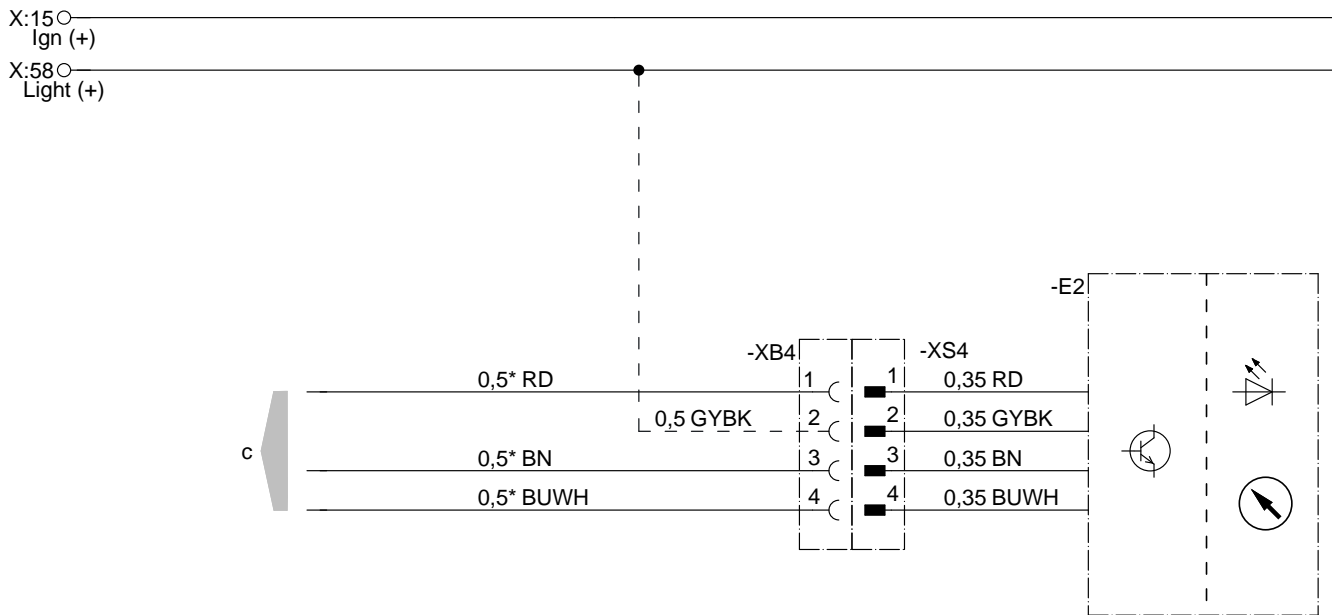 X:15
Ign (+)
X:58
Light (+)
-E2
-XB4
-XS4
0,5* RD
1
1
0,35 RD
0,5 GYBK
2
2
0,35 GYBK
c
0,5* BN
3
3
0,35 BN
0,5* BUWH
4
4
0,35 BUWH